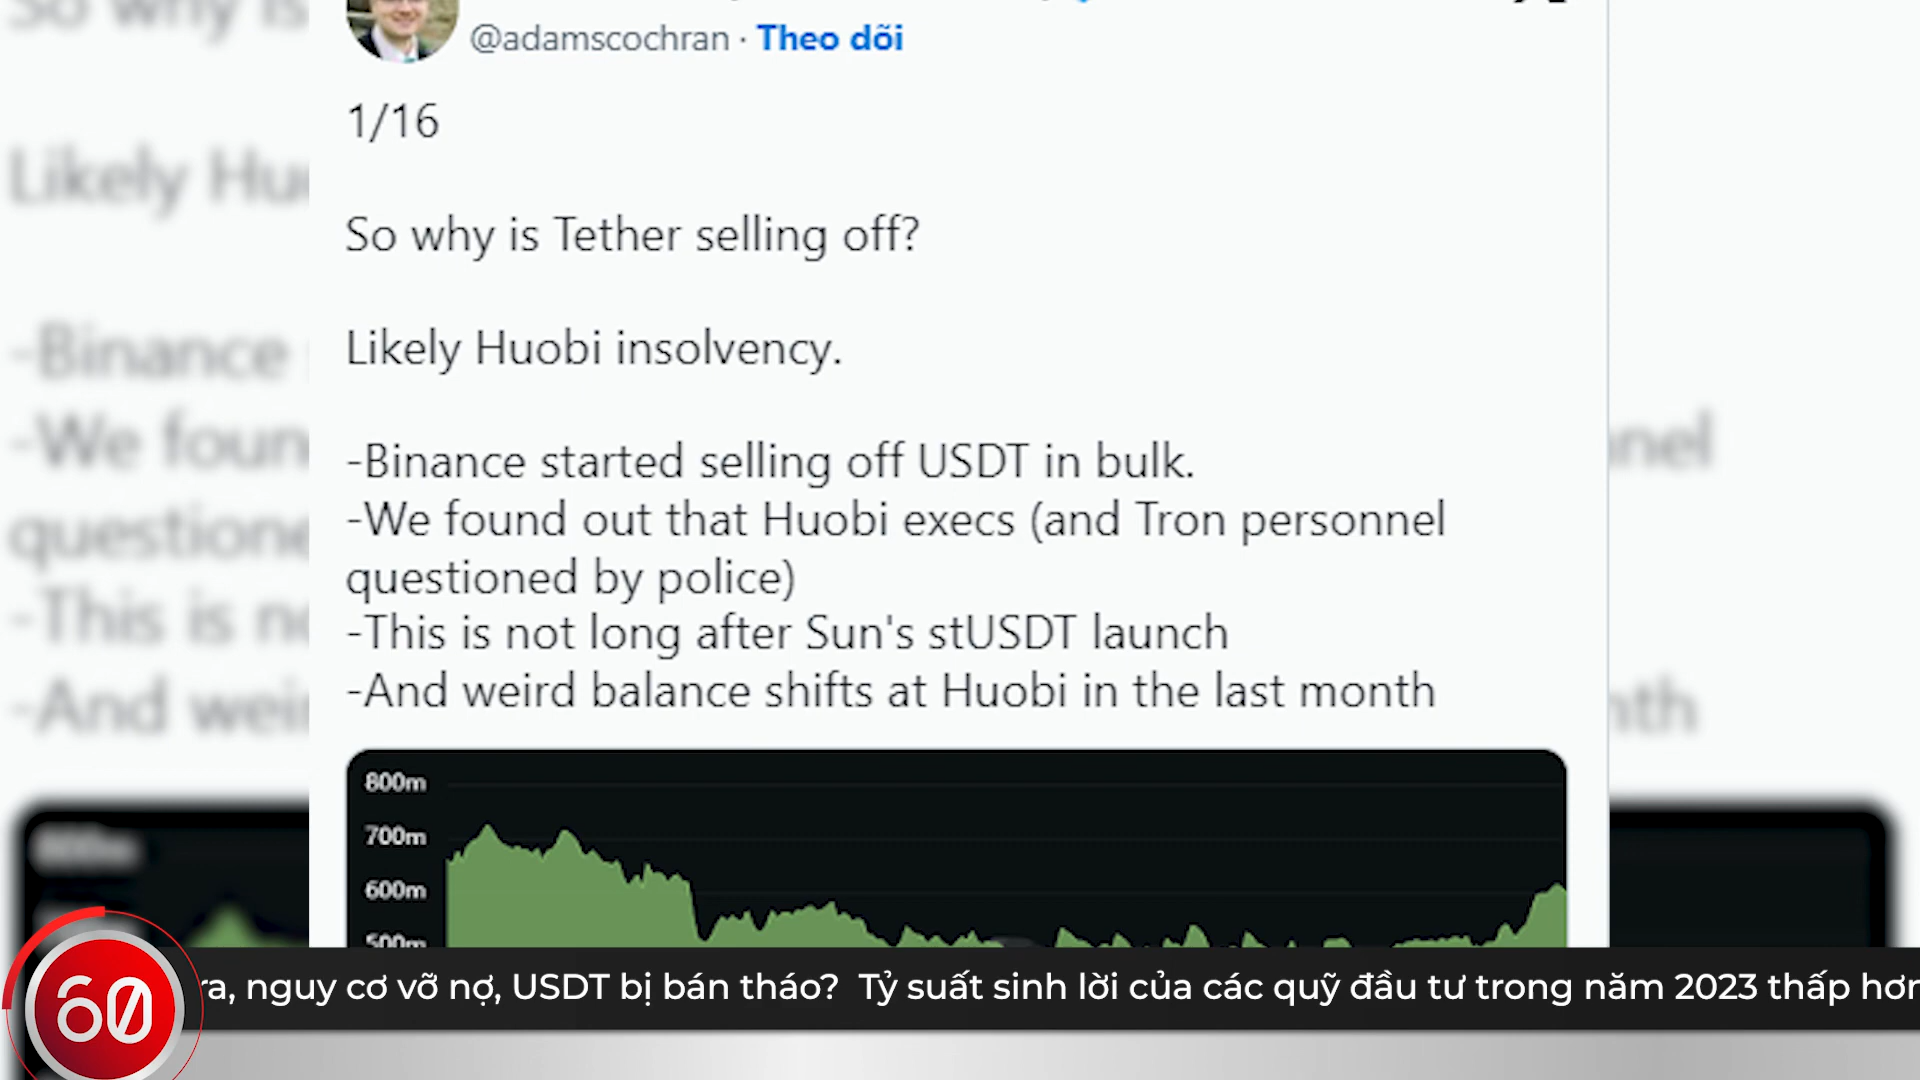 @adamscochran · Theo dõi
1/16
So why is Tether selling off?
Likely Huobi insolvency.
-Binance started selling off USDT in bulk.
-We found out that Huobi execs (and Tron personnel
questioned by police)
-This is not long after Sun's stUSDT launch
-And weird balance shifts at Huobi in the last month
800m
700m
600m
500m
60
ra, nguy cơ vỡ nợ, USDT bị bán tháo? Tỷ suất sinh lời của các quỹ đầu tư trong năm 2023 thấp hơn